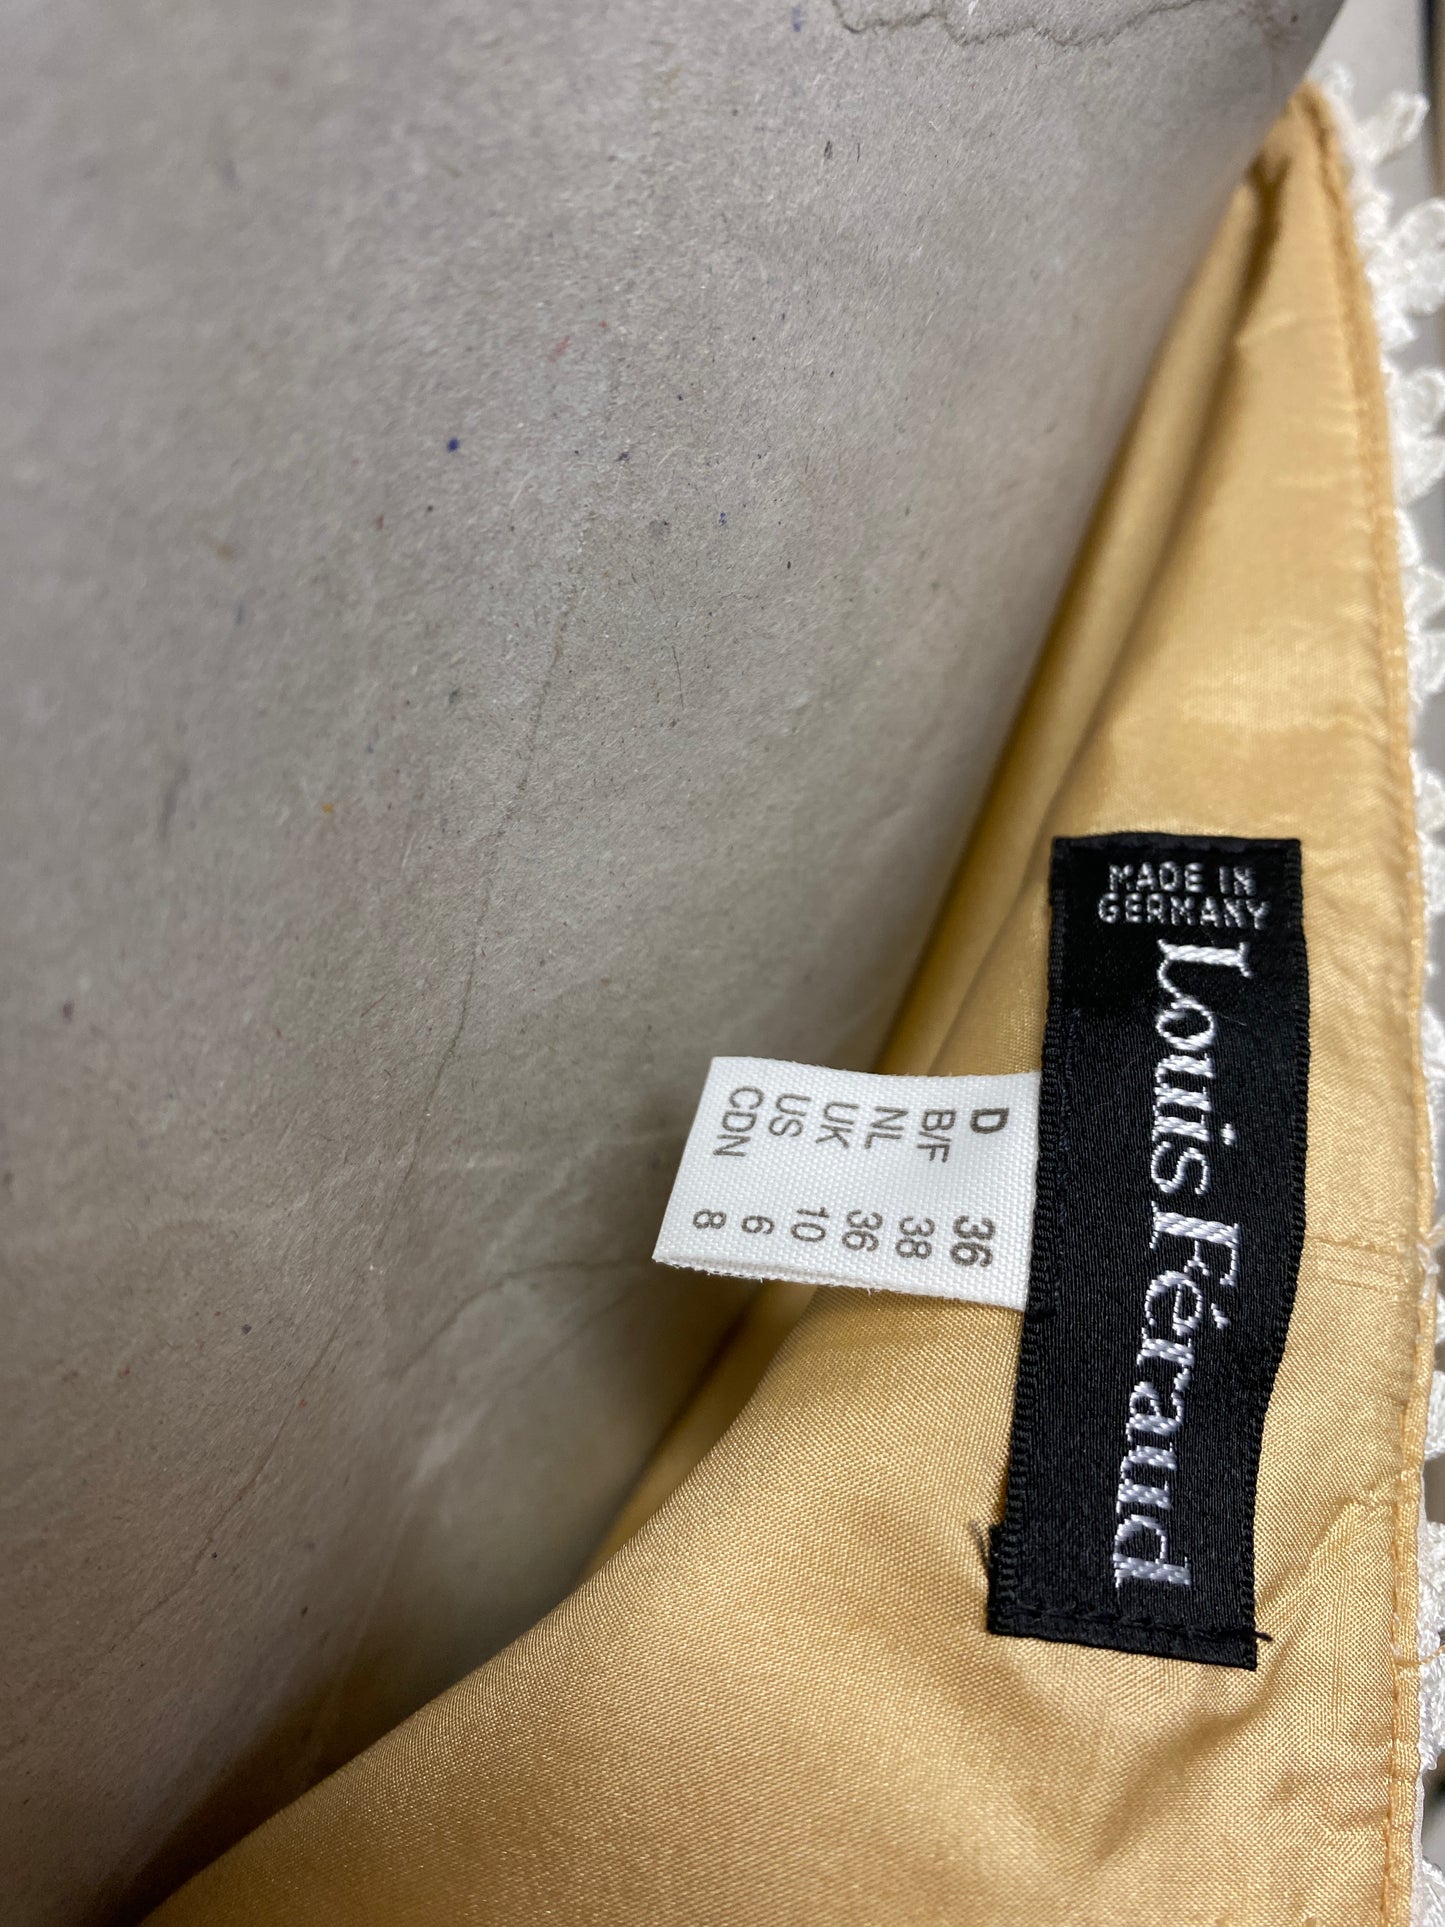 MADE IN
GERMANY
Louis Féraud
D 36
B/F 38
NL 36
UK 10
US 6
CDN 8